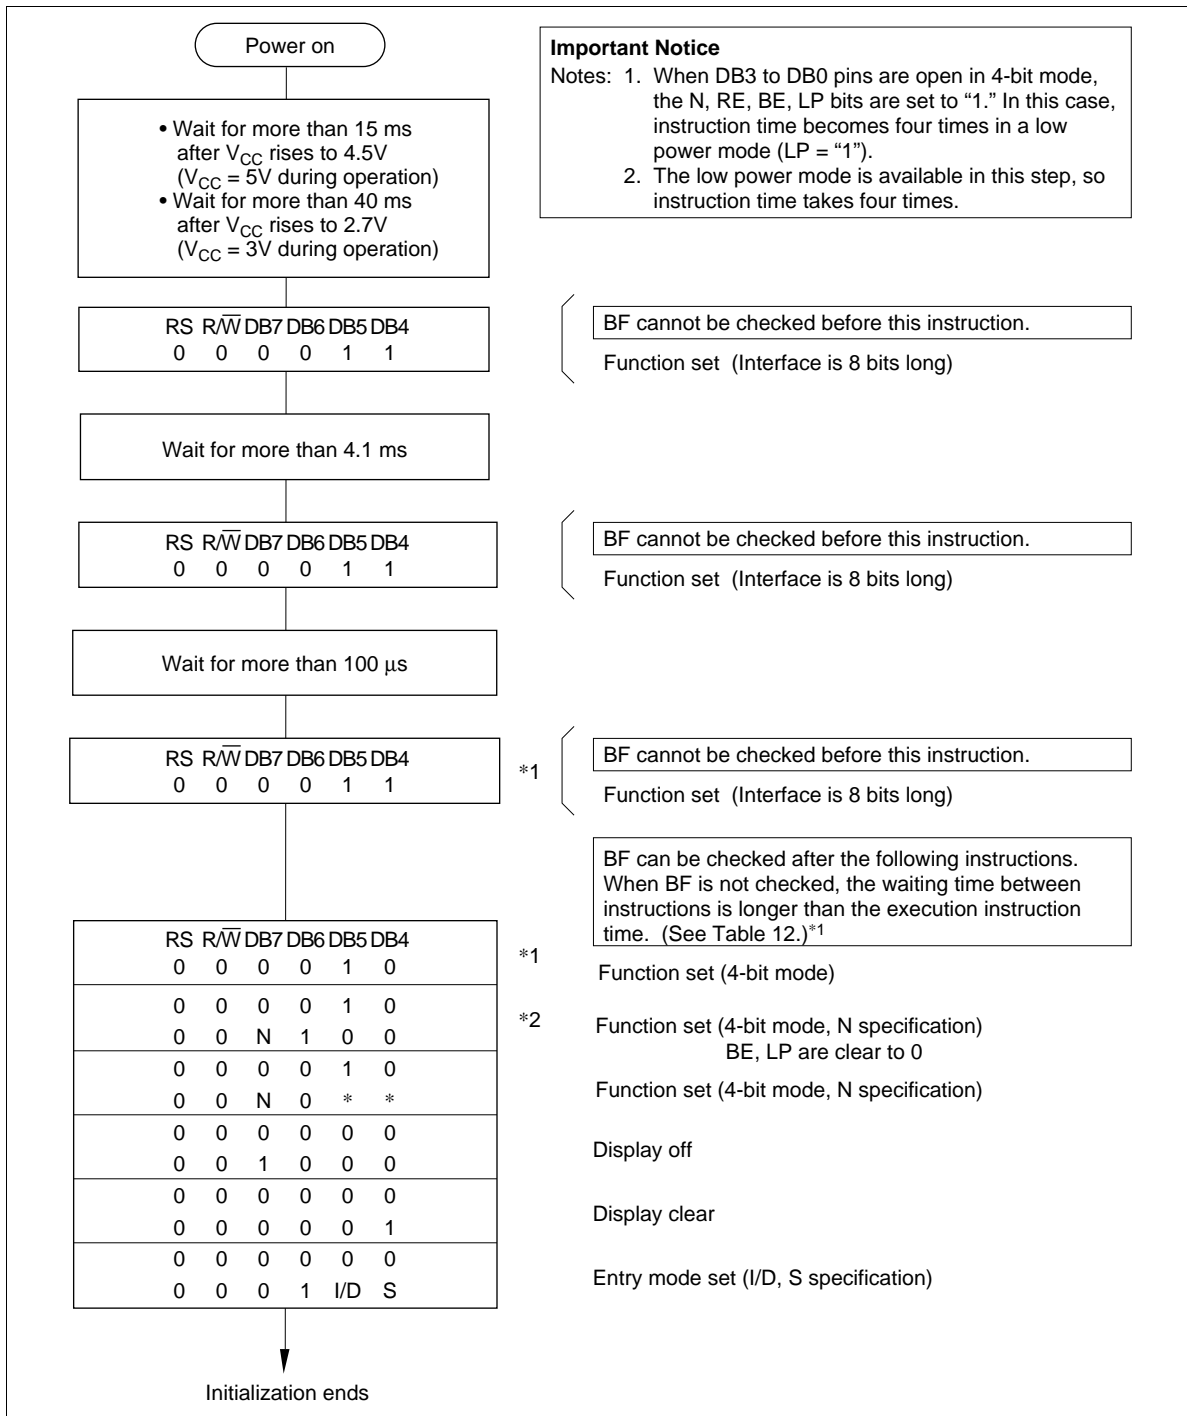 Power on
• Wait for more than 15 ms
after VCC rises to 4.5V
(VCC = 5V during operation)
• Wait for more than 40 ms
after VCC rises to 2.7V
(VCC = 3V during operation)
Important Notice
Notes: 1. When DB3 to DB0 pins are open in 4-bit mode,
the N, RE, BE, LP bits are set to “1.” In this case,
instruction time becomes four times in a low
power mode (LP = “1”).
2. The low power mode is available in this step, so
instruction time takes four times.
RS R/W̅ DB7 DB6 DB5 DB4
0 0 0 0 1 1
BF cannot be checked before this instruction.
Function set (Interface is 8 bits long)
Wait for more than 4.1 ms
RS R/W̅ DB7 DB6 DB5 DB4
0 0 0 0 1 1
BF cannot be checked before this instruction.
Function set (Interface is 8 bits long)
Wait for more than 100 µs
RS R/W̅ DB7 DB6 DB5 DB4
0 0 0 0 1 1
*1
BF cannot be checked before this instruction.
Function set (Interface is 8 bits long)
BF can be checked after the following instructions.
When BF is not checked, the waiting time between
instructions is longer than the execution instruction
time. (See Table 12.)*1
RS R/W̅ DB7 DB6 DB5 DB4
0 0 0 0 1 0
*1
Function set (4-bit mode)
0 0 0 0 1 0
0 0 N 1 0 0
*2
Function set (4-bit mode, N specification)
BE, LP are clear to 0
0 0 0 0 1 0
0 0 N 0 * *
Function set (4-bit mode, N specification)
0 0 0 0 0 0
0 0 1 0 0 0
Display off
0 0 0 0 0 0
0 0 0 0 0 1
Display clear
0 0 0 0 0 0
0 0 0 1 I/D S
Entry mode set (I/D, S specification)
Initialization ends